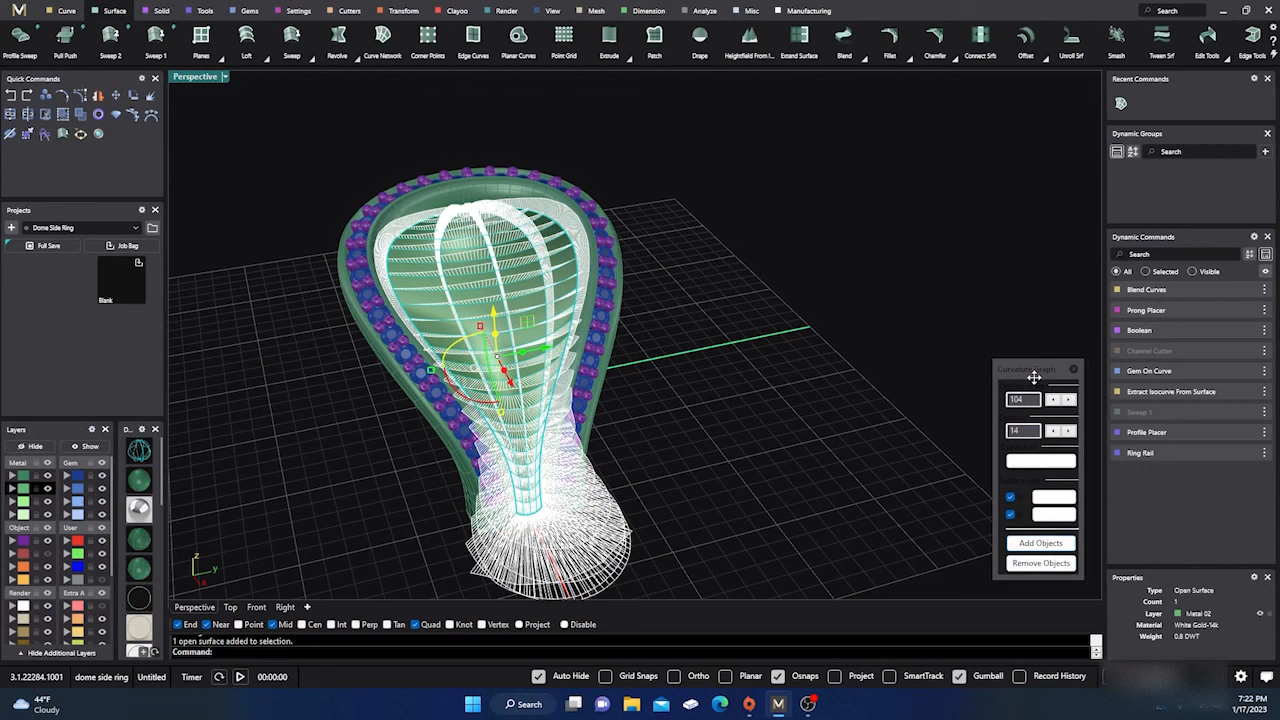 Curve Surface Solid Tools Gems Settings Cutters Transform Clayoo Render View Mesh Dimension Analyze Misc Manufacturing Search
Profile Sweep Pull Push Sweep 2 Sweep 1 Planes Loft Sweep Revolve Curve Network Corner Points Edge Curves Planar Curves Point Grid Extrude Patch Drape Heightfield From I... Extend Surface Blend Fillet Chamfer Connect Srfs Offset Unroll Srf Smash Tween Srf Edit Tools Edge Tools
Quick Commands
Perspective
Recent Commands
Dynamic Groups
Search
Projects
Dome Side Ring
Full Save Job Bag
Blank
Dynamic Commands
Search
All Selected Visible
Blend Curves
Prong Placer
Boolean
Channel Cutter
Gem On Curve
Extract Isocurve From Surface
Sweep 1
Profile Placer
Ring Rail
Curvature Graph
104
14
Add Objects
Remove Objects
Layers D...
Hide Show
Metal Gem
Object User
Render Extra A
Hide Additional Layers
z
y
x
Properties
Type Open Surface
Count 1
Layer Metal 02
Material White Gold-14k
Weight 0.8 DWT
Perspective Top Front Right
End Near Point Mid Cen Int Perp Tan Quad Knot Vertex Project Disable
1 open surface added to selection.
Command:
3.1.22284.1001 dome side ring Untitled Timer 00:00:00 Auto Hide Grid Snaps Ortho Planar Osnaps Project SmartTrack Gumball Record History
44°F
Cloudy
Search
7:22 PM
1/17/2023